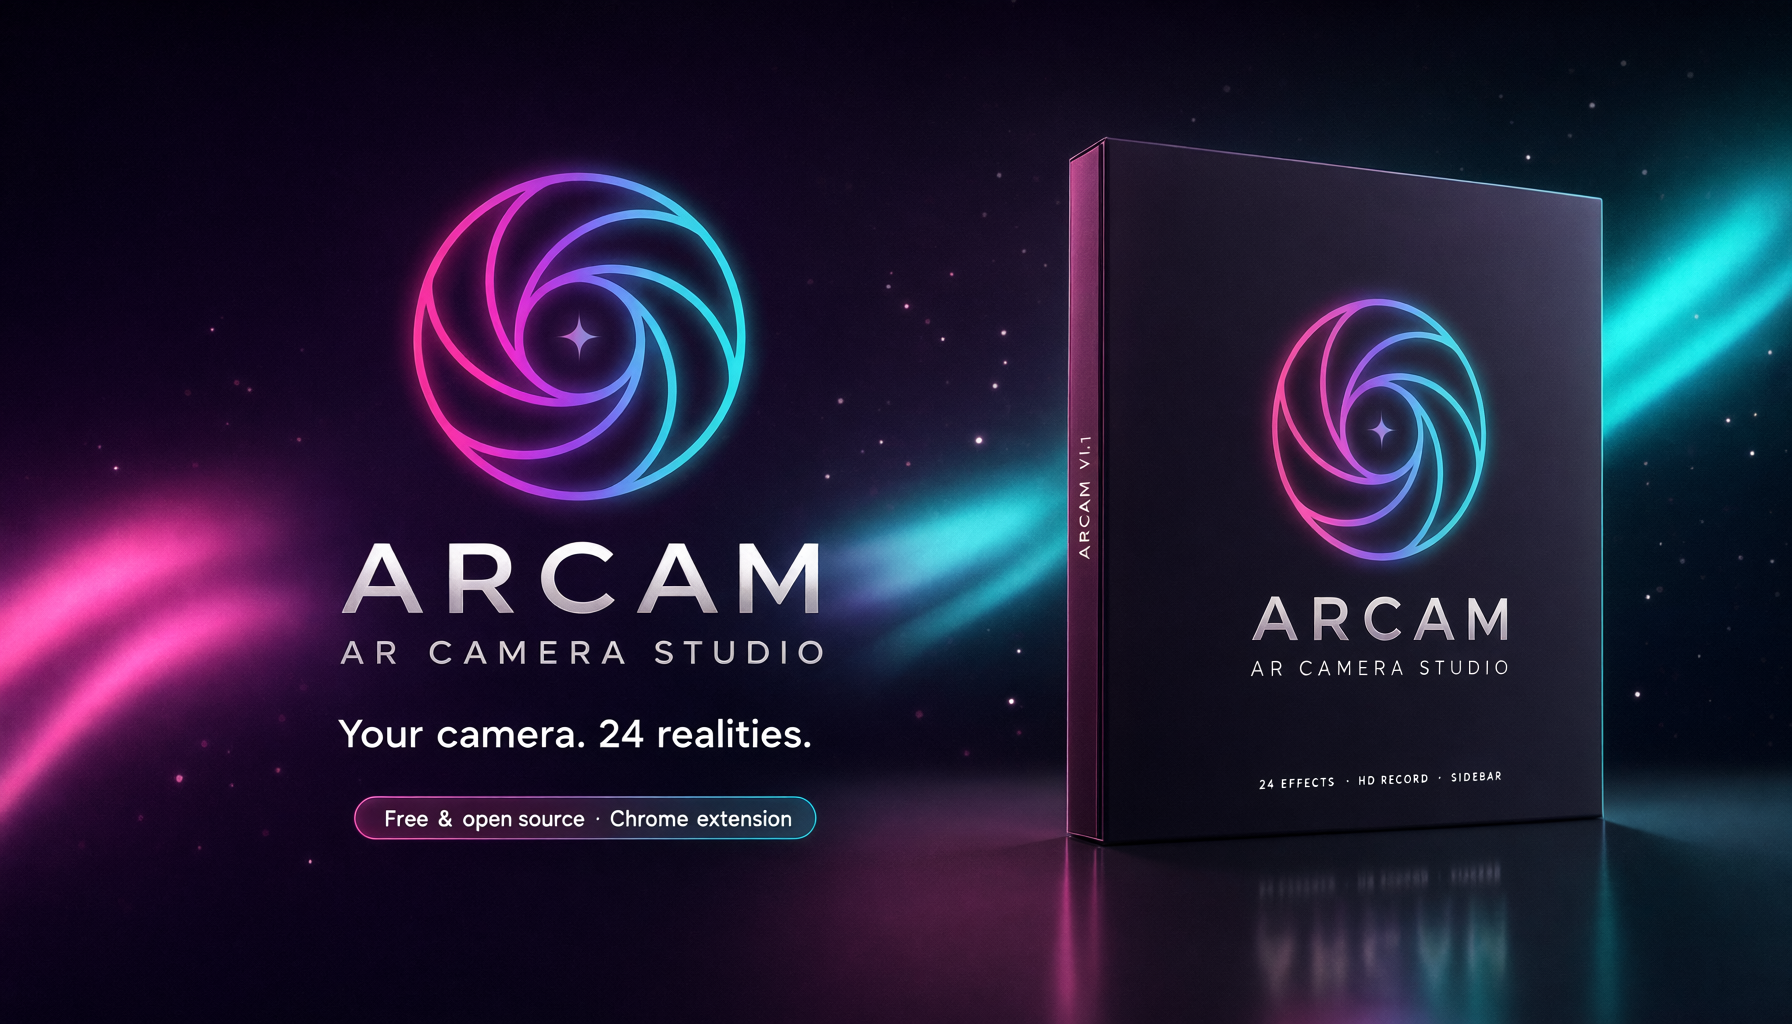 ARCAM
AR CAMERA STUDIO
Your camera. 24 realities.
Free & open source · Chrome extension
ARCAM V1.1
ARCAM
AR CAMERA STUDIO
24 EFFECTS · HD RECORD · SIDEBAR